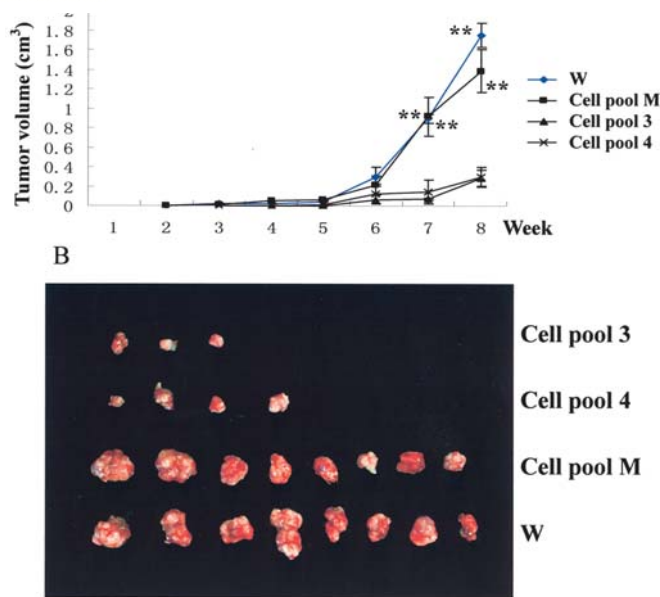 Tumor volume (cm³)
2
1.8
1.6
1.4
1.2
1
0.8
0.6
0.4
0.2
0
**
**
**
**
W
Cell pool M
Cell pool 3
Cell pool 4
1 2 3 4 5 6 7 8 Week
B
Cell pool 3
Cell pool 4
Cell pool M
W